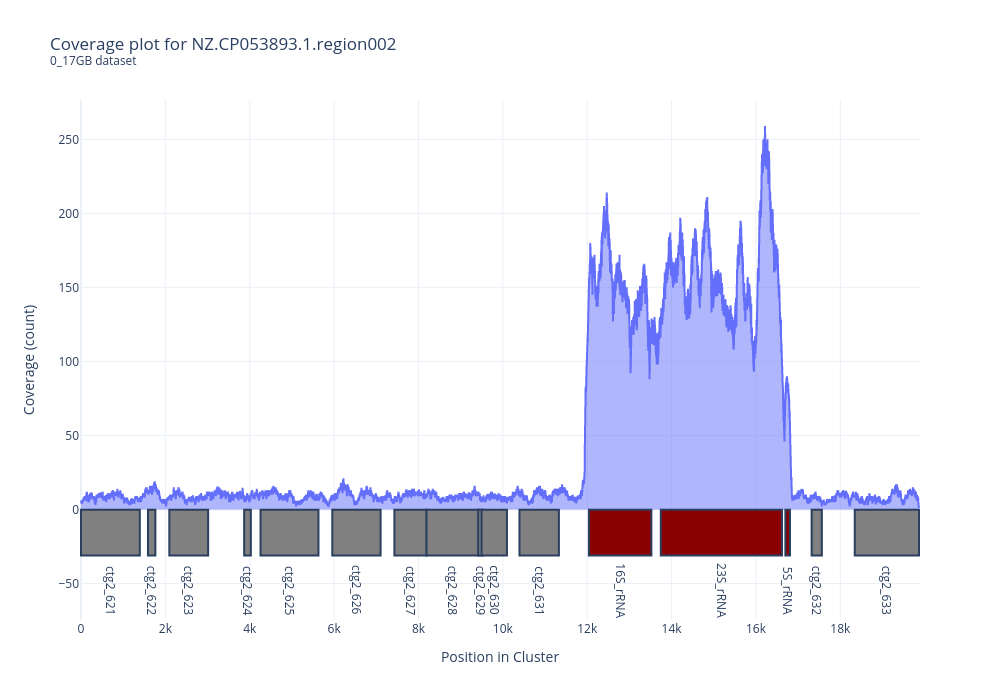 Coverage plot for NZ.CP053893.1.region002
0_17GB dataset
Coverage (count)
250
200
150
100
50
0
−50
ctg2_621
ctg2_622
ctg2_623
ctg2_624
ctg2_625
ctg2_626
ctg2_627
ctg2_628
ctg2_629
ctg2_630
ctg2_631
16S_rRNA
23S_rRNA
5S_rRNA
ctg2_632
ctg2_633
0
2k
4k
6k
8k
10k
12k
14k
16k
18k
Position in Cluster